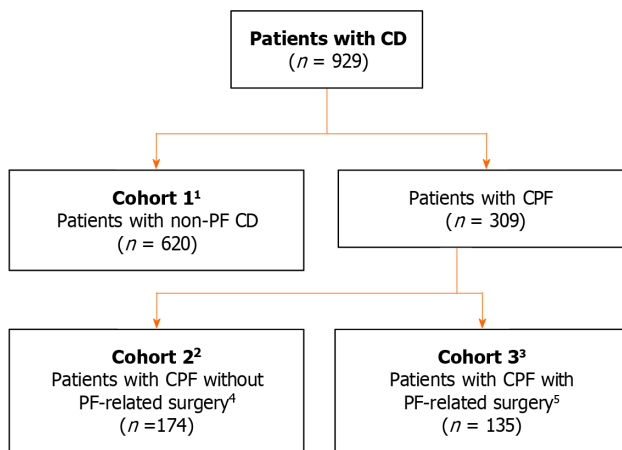 Patients with CD
(n = 929)
Cohort 1¹
Patients with non-PF CD
(n = 620)
Patients with CPF
(n = 309)
Cohort 2²
Patients with CPF without
PF-related surgery⁴
(n =174)
Cohort 3³
Patients with CPF with
PF-related surgery⁵
(n = 135)